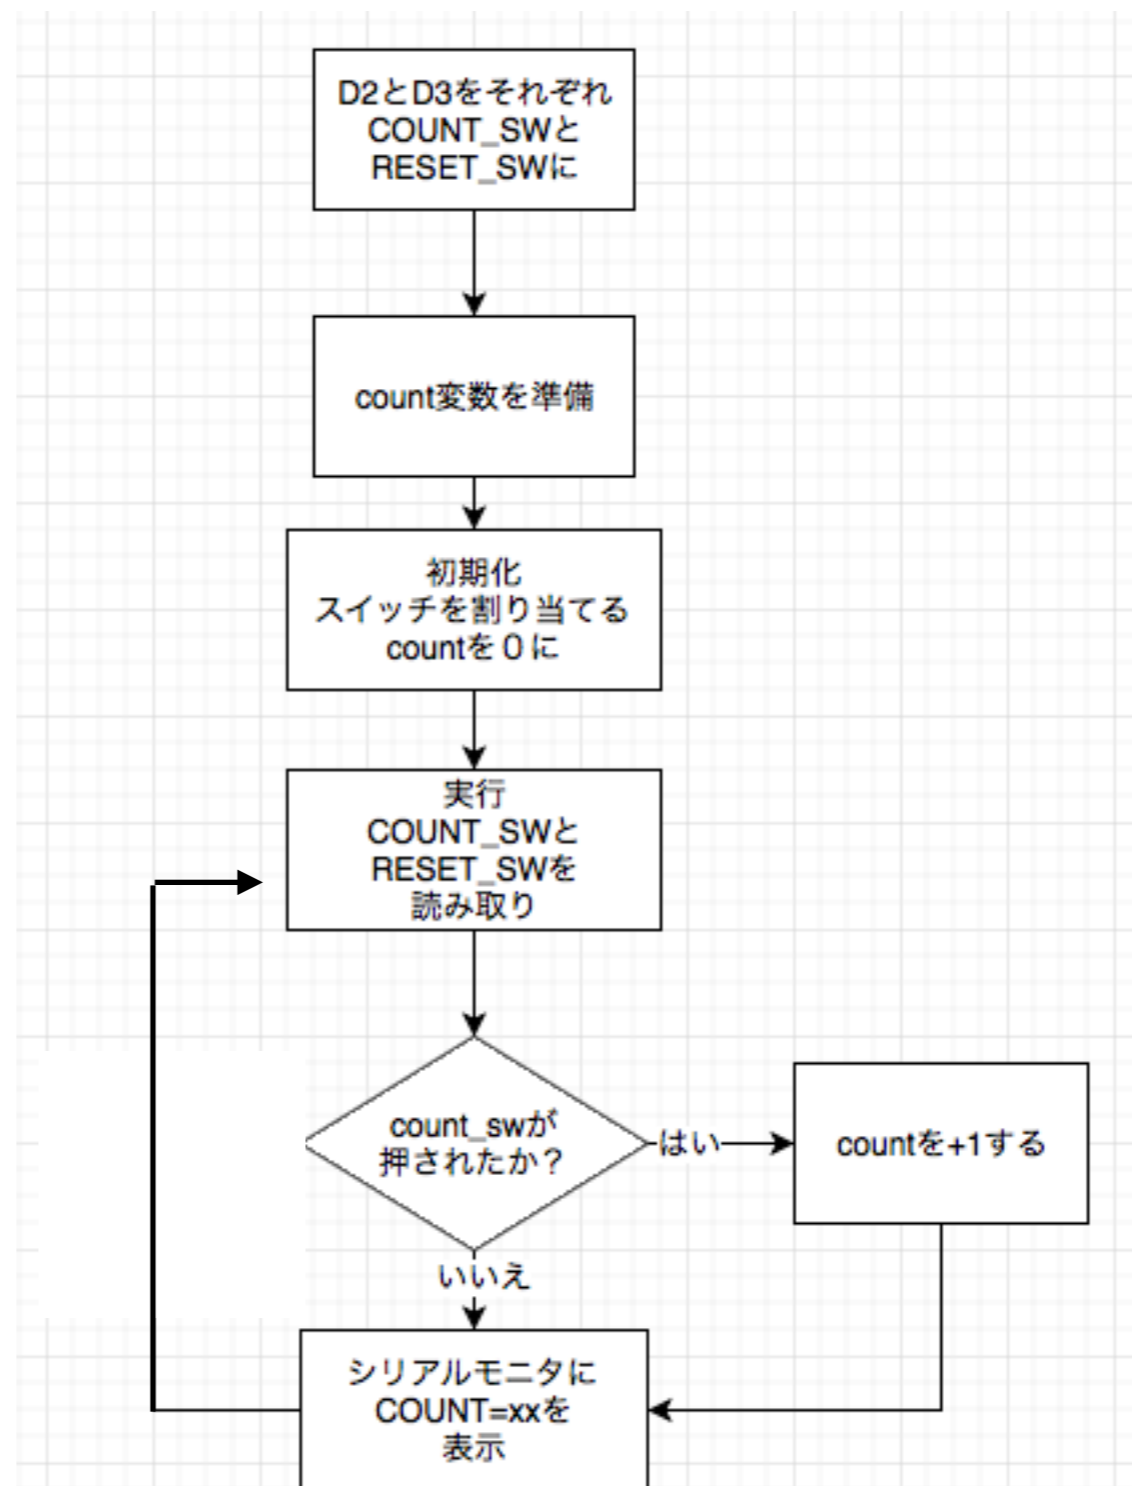 D2とD3をそれぞれ
COUNT_SWと
RESET_SWに
count変数を準備
初期化
スイッチを割り当てる
countを０に
実行
COUNT_SWと
RESET_SWを
読み取り
count_swが
押されたか？
はい
countを+1する
いいえ
シリアルモニタに
COUNT=xxを
表示